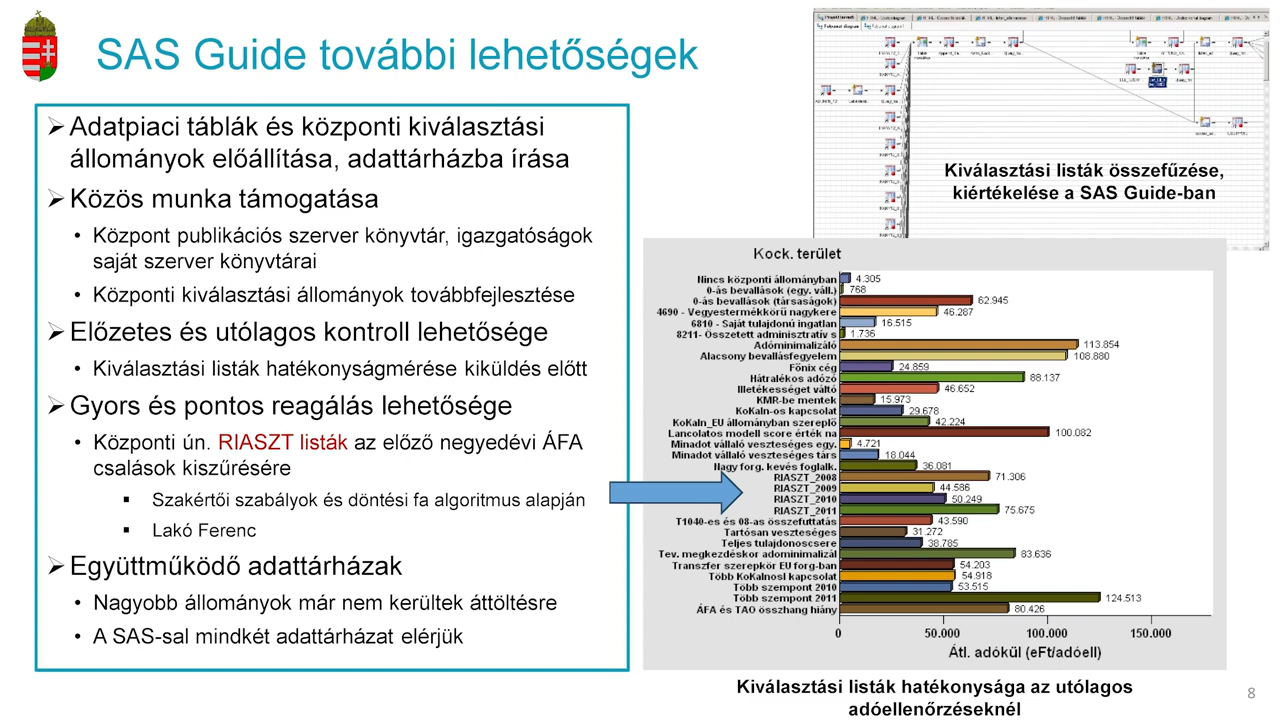 SAS Guide további lehetőségek
➢ Adatpiaci táblák és központi kiválasztási
állományok előállítása, adattárházba írása
➢ Közös munka támogatása
• Központ publikációs szerver könyvtár, igazgatóságok
saját szerver könyvtárai
• Központi kiválasztási állományok továbbfejlesztése
➢ Előzetes és utólagos kontroll lehetősége
• Kiválasztási listák hatékonyságmérése kiküldés előtt
➢ Gyors és pontos reagálás lehetősége
• Központi ún. RIASZT listák az előző negyedévi ÁFA
csalások kiszűrésére
▪ Szakértői szabályok és döntési fa algoritmus alapján
▪ Lakó Ferenc
➢ Együttműködő adattárházak
• Nagyobb állományok már nem kerültek áttöltésre
• A SAS-sal mindkét adattárházat elérjük
Kiválasztási listák összefűzése,
kiértékelése a SAS Guide-ban
Kock. terület
Nincs központi állományban 4.305
0-ás bevallások (egy. váll.) 768
0-ás bevallások (társaságok) 62.945
4690 - Vegyestermékkörű nagykere 46.287
6810 - Saját tulajdonú ingatlan 16.515
8211- Összetett adminisztratív s 1.736
Adóminimalizáló 113.854
Alacsony bevallásfegyelem 108.880
Főnix cég 24.859
Hátralékos adózó 88.137
Illetékességet váltó 46.652
KMR-be mentek 15.973
KoKaln-os kapcsolat 29.678
KoKaln_EU állományban szereplő 42.224
Lancolatos modell score érték na 100.082
Minadot vállaló veszteséges egy. 4.721
Minadot vállaló veszteséges társ 18.044
Nagy forg. kevés foglalk. 36.081
RIASZT_2008 71.306
RIASZT_2009 44.586
RIASZT_2010 50.249
RIASZT_2011 75.675
T1040-es és 08-as összefuttatás 43.590
Tartósan veszteséges 31.272
Teljes tulajdonoscsere 38.785
Tev. megkezdéskor adominimalizál 83.636
Transzfer szerepkör EU forg-ban 54.203
Több KoKalnosl kapcsolat 54.918
Több szempont 2010 53.515
Több szempont 2011 124.513
ÁFA és TAO összhang hiány 80.426
0 50.000 100.000 150.000
Átl. adókül (eFt/adóell)
Kiválasztási listák hatékonysága az utólagos
adóellenőrzéseknél
8